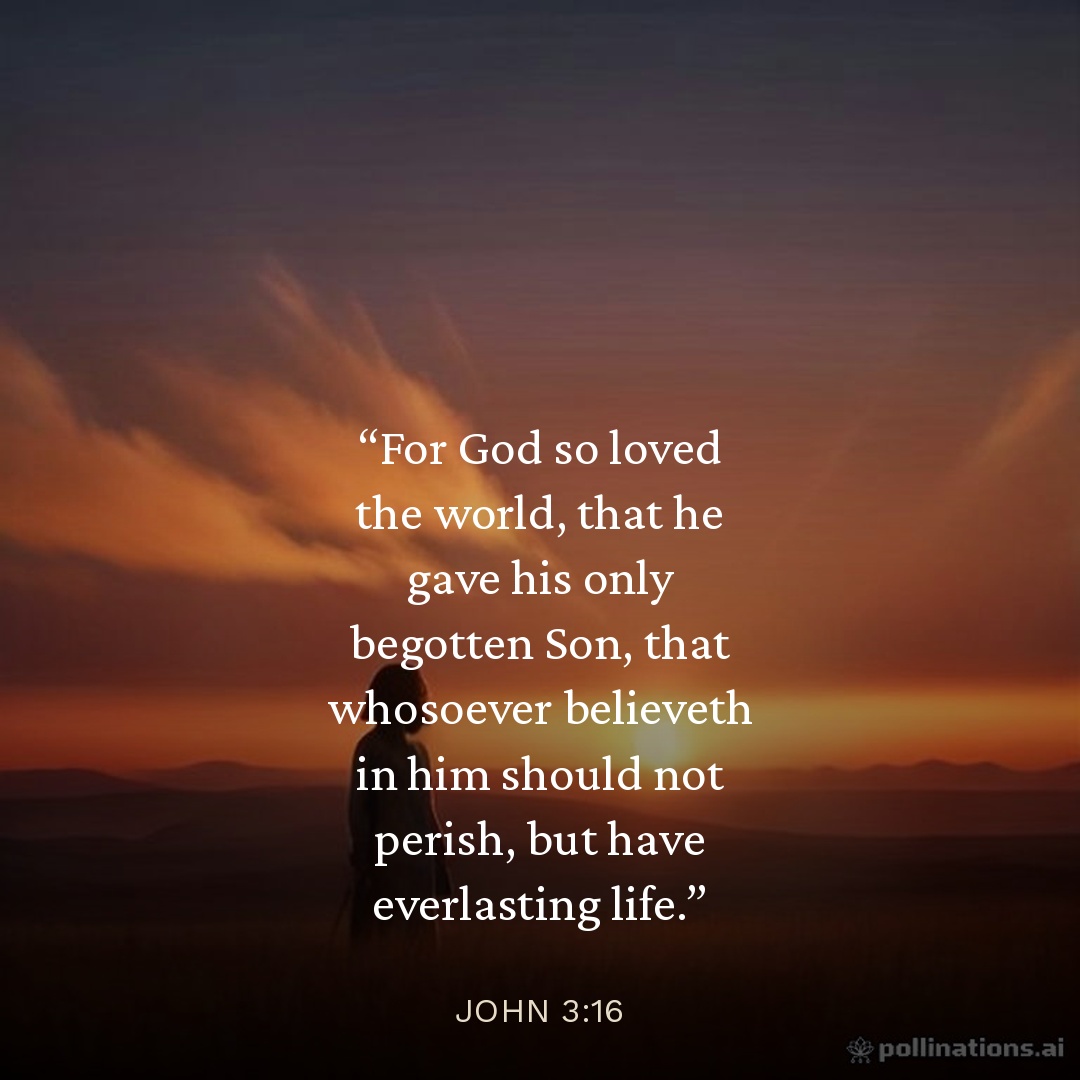 “For God so loved
the world, that he
gave his only
begotten Son, that
whosoever believeth
in him should not
perish, but have
everlasting life.”
JOHN 3:16
pollinations.ai